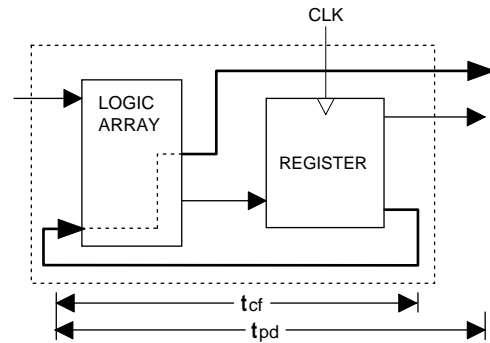 CLK
LOGIC
ARRAY
REGISTER
tcf
tpd